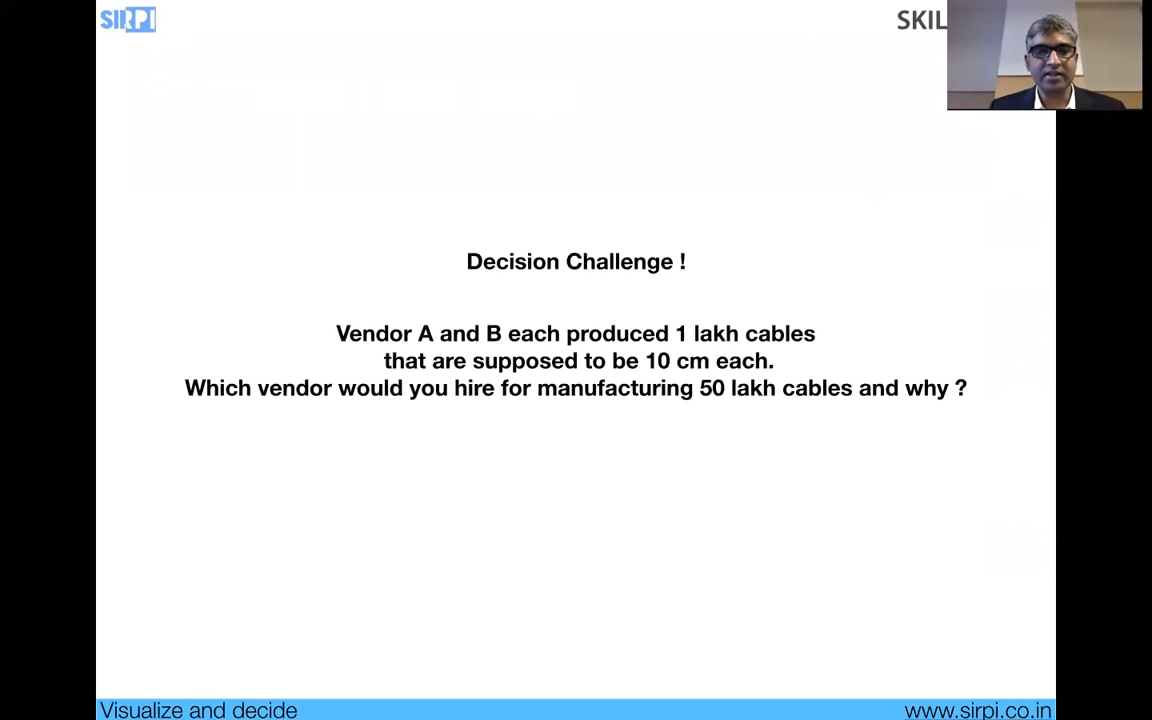 SIRPI
SKIL
Decision Challenge !
Vendor A and B each produced 1 lakh cables
that are supposed to be 10 cm each.
Which vendor would you hire for manufacturing 50 lakh cables and why ?
Visualize and decide
www.sirpi.co.in